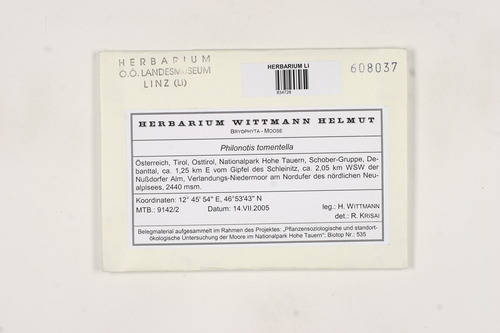 HERBARIUM
O.Ö. LANDESMUSEUM
LINZ (LI)
HERBARIUM LI
608037
HERBARIUM WITTMANN HELMUT
BRYOPHYTA - MOOSE
Philonotis tomentella
Österreich, Tirol, Osttirol, Nationalpark Hohe Tauern, Schober-Gruppe, De-
banttal, ca. 1,25 km E vom Gipfel des Schleinitz, ca. 2,05 km WSW der
Nußdorfer Alm, Verlandungs-Niedermoor am Nordufer des nördlichen Neu-
alplsees, 2440 msm.
Koordinaten: 12° 45' 54" E, 46°53'43" N
leg.: H. WITTMANN
MTB.: 9142/2 Datum: 14.VII.2005
det.: R. KRISAI
Belegmaterial aufgesammelt im Rahmen des Projektes: „Pflanzensoziologische und standort-
ökologische Untersuchung der Moore im Nationalpark Hohe Tauern"; Biotop Nr.: 535